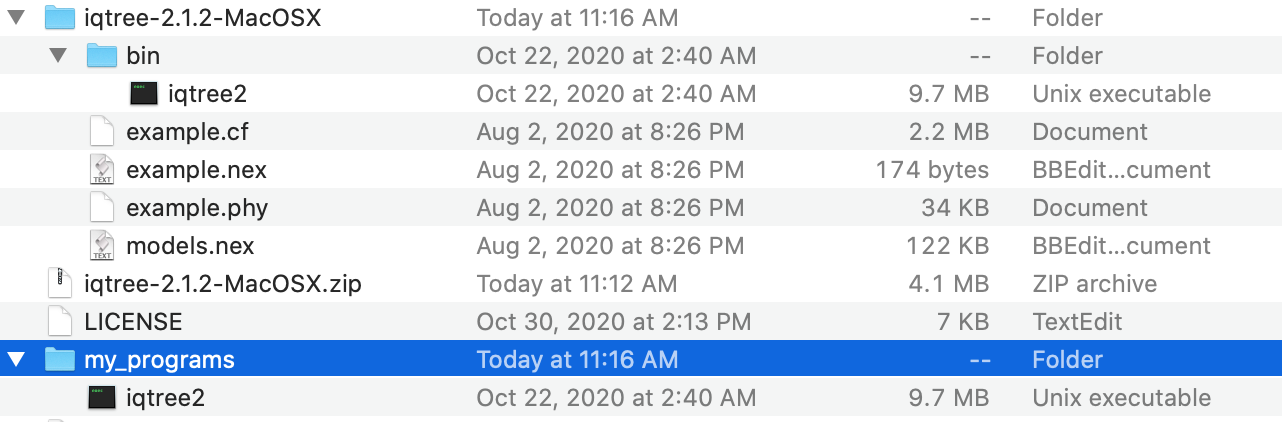 iqtree-2.1.2-MacOSX Today at 11:16 AM -- Folder
bin Oct 22, 2020 at 2:40 AM -- Folder
iqtree2 Oct 22, 2020 at 2:40 AM 9.7 MB Unix executable
example.cf Aug 2, 2020 at 8:26 PM 2.2 MB Document
example.nex Aug 2, 2020 at 8:26 PM 174 bytes BBEdit...cument
example.phy Aug 2, 2020 at 8:26 PM 34 KB Document
models.nex Aug 2, 2020 at 8:26 PM 122 KB BBEdit...cument
iqtree-2.1.2-MacOSX.zip Today at 11:12 AM 4.1 MB ZIP archive
LICENSE Oct 30, 2020 at 2:13 PM 7 KB TextEdit
my_programs Today at 11:16 AM -- Folder
iqtree2 Oct 22, 2020 at 2:40 AM 9.7 MB Unix executable